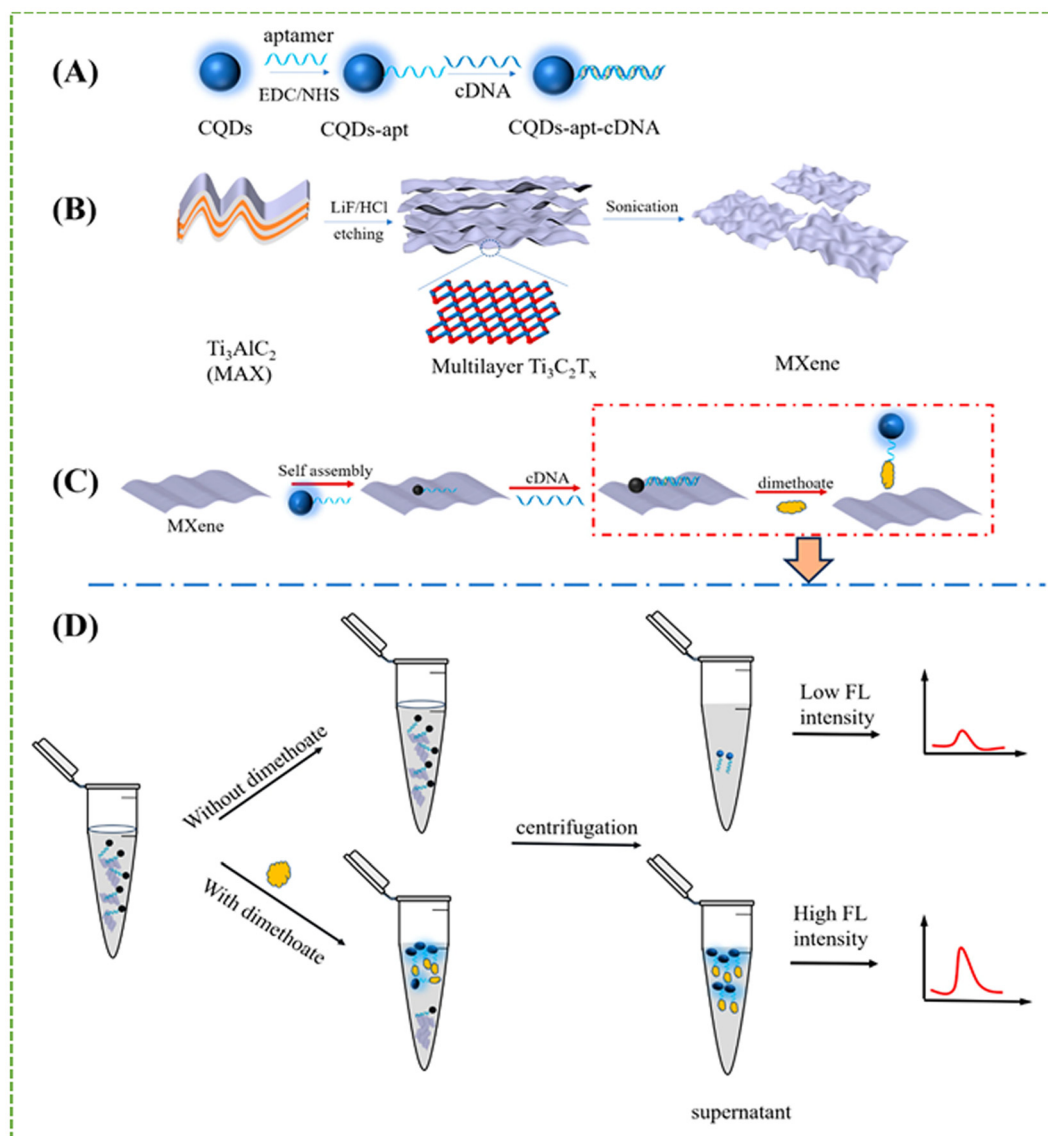 (A)
aptamer
EDC/NHS
cDNA
CQDs
CQDs-apt
CQDs-apt-cDNA
(B)
LiF/HCl
etching
Sonication
Ti₃AlC₂
(MAX)
Multilayer Ti₃C₂Tₓ
MXene
(C)
MXene
Self assembly
cDNA
dimethoate
(D)
Without dimethoate
With dimethoate
centrifugation
Low FL
intensity
High FL
intensity
supernatant